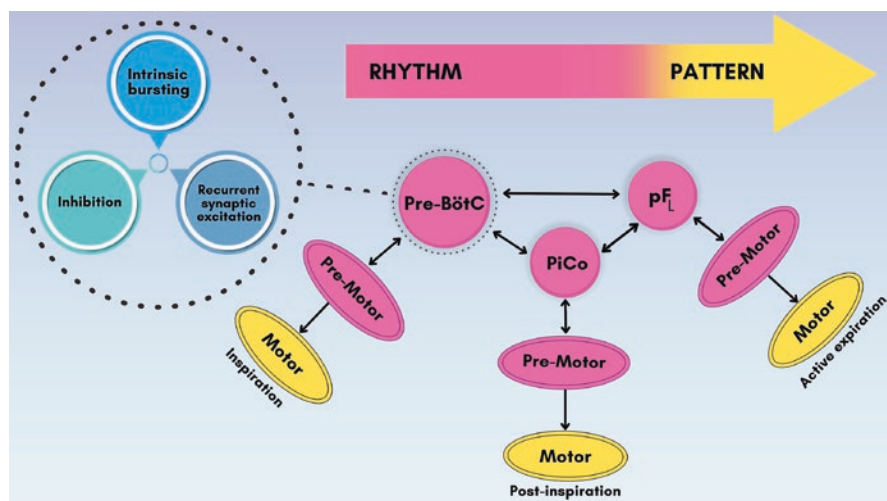 Intrinsic
bursting
Inhibition
Recurrent
synaptic
excitation
RHYTHM
PATTERN
Pre-BötC
PiCo
pFL
Pre-Motor
Motor
Inspiration
Pre-Motor
Motor
Post-inspiration
Pre-Motor
Motor
Active expiration